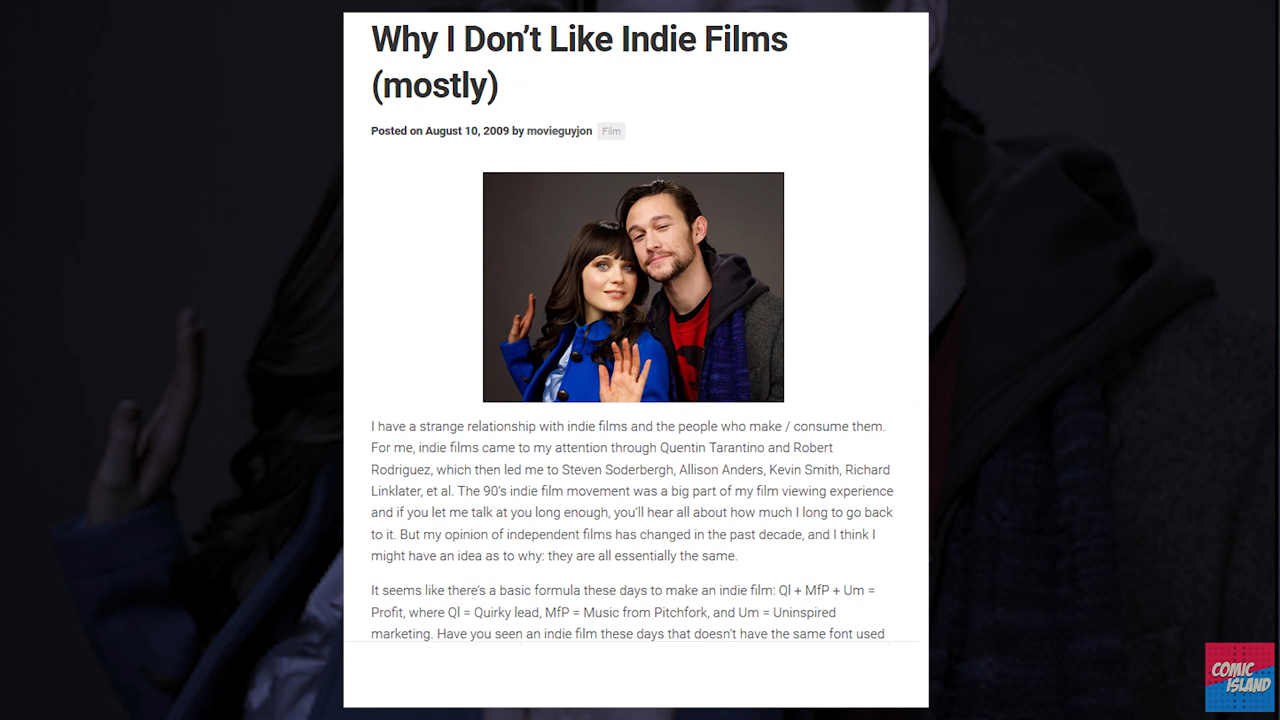 Why I Don’t Like Indie Films
(mostly)
Posted on August 10, 2009 by movieguyjon Film
I have a strange relationship with indie films and the people who make / consume them.
For me, indie films came to my attention through Quentin Tarantino and Robert
Rodriguez, which then led me to Steven Soderbergh, Allison Anders, Kevin Smith, Richard
Linklater, et al. The 90’s indie film movement was a big part of my film viewing experience
and if you let me talk at you long enough, you’ll hear all about how much I long to go back
to it. But my opinion of independent films has changed in the past decade, and I think I
might have an idea as to why: they are all essentially the same.
It seems like there’s a basic formula these days to make an indie film: Ql + MfP + Um =
Profit, where Ql = Quirky lead, MfP = Music from Pitchfork, and Um = Uninspired
marketing. Have you seen an indie film these days that doesn’t have the same font used
COMIC
ISLAND